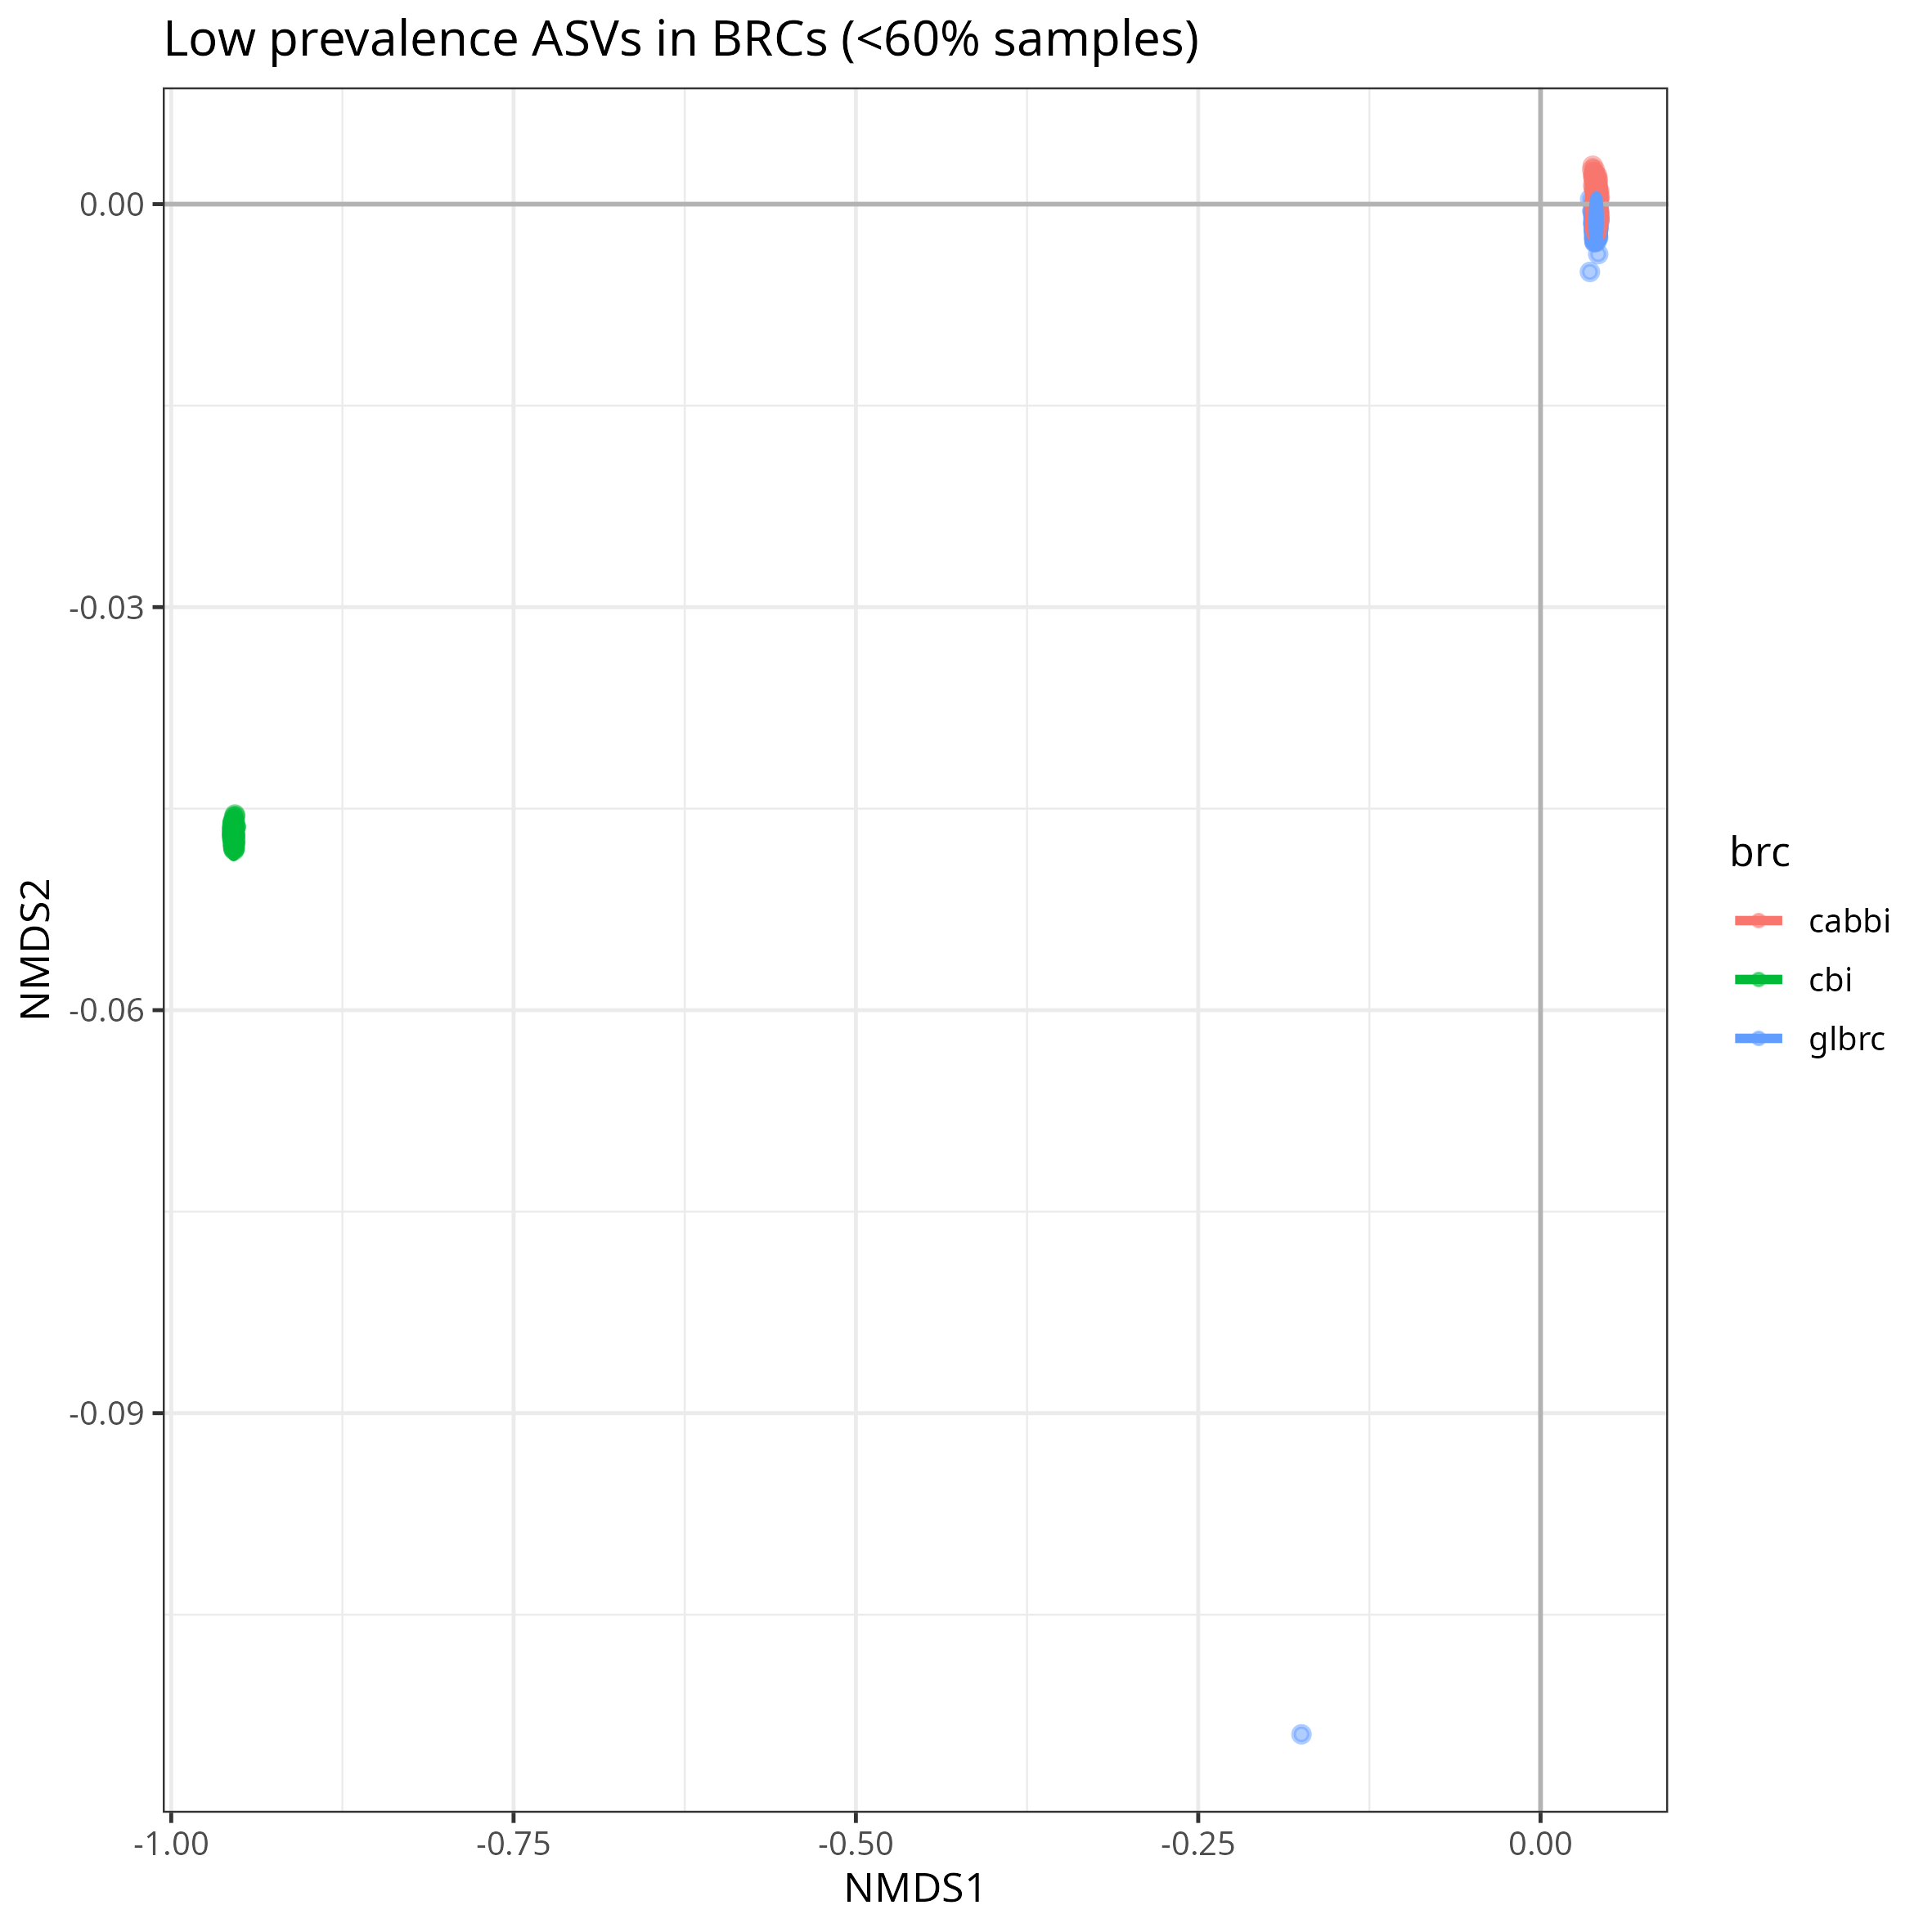 Low prevalence ASVs in BRCs (<60% samples)
0.00
-0.03
-0.06
-0.09
NMDS2
-1.00
-0.75
-0.50
-0.25
0.00
NMDS1
brc
cabbi
cbi
glbrc